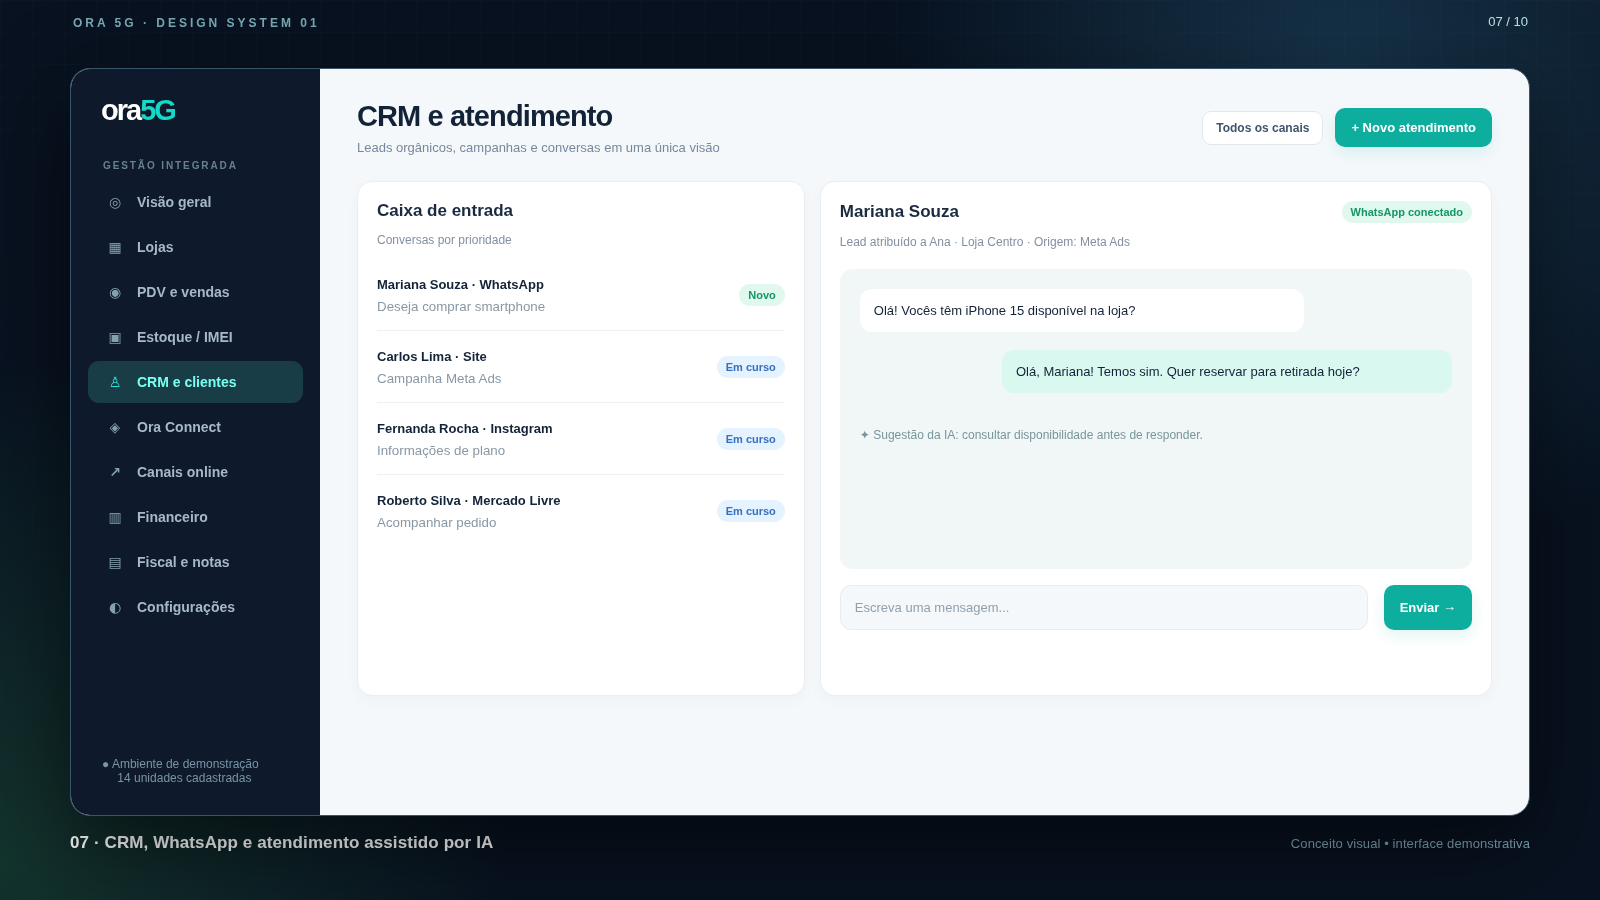 ORA 5G · DESIGN SYSTEM 01
07 / 10
ora5G
GESTÃO INTEGRADA
◎ Visão geral
▦ Lojas
◉ PDV e vendas
▣ Estoque / IMEI
♙ CRM e clientes
◈ Ora Connect
↗ Canais online
▥ Financeiro
▤ Fiscal e notas
◐ Configurações
● Ambiente de demonstração
14 unidades cadastradas
CRM e atendimento
Leads orgânicos, campanhas e conversas em uma única visão
Todos os canais
+ Novo atendimento
Caixa de entrada
Conversas por prioridade
Mariana Souza · WhatsApp
Deseja comprar smartphone
Novo
Carlos Lima · Site
Campanha Meta Ads
Em curso
Fernanda Rocha · Instagram
Informações de plano
Em curso
Roberto Silva · Mercado Livre
Acompanhar pedido
Em curso
Mariana Souza
WhatsApp conectado
Lead atribuído a Ana · Loja Centro · Origem: Meta Ads
Olá! Vocês têm iPhone 15 disponível na loja?
Olá, Mariana! Temos sim. Quer reservar para retirada hoje?
✦ Sugestão da IA: consultar disponibilidade antes de responder.
Escreva uma mensagem...
Enviar →
07 · CRM, WhatsApp e atendimento assistido por IA
Conceito visual • interface demonstrativa